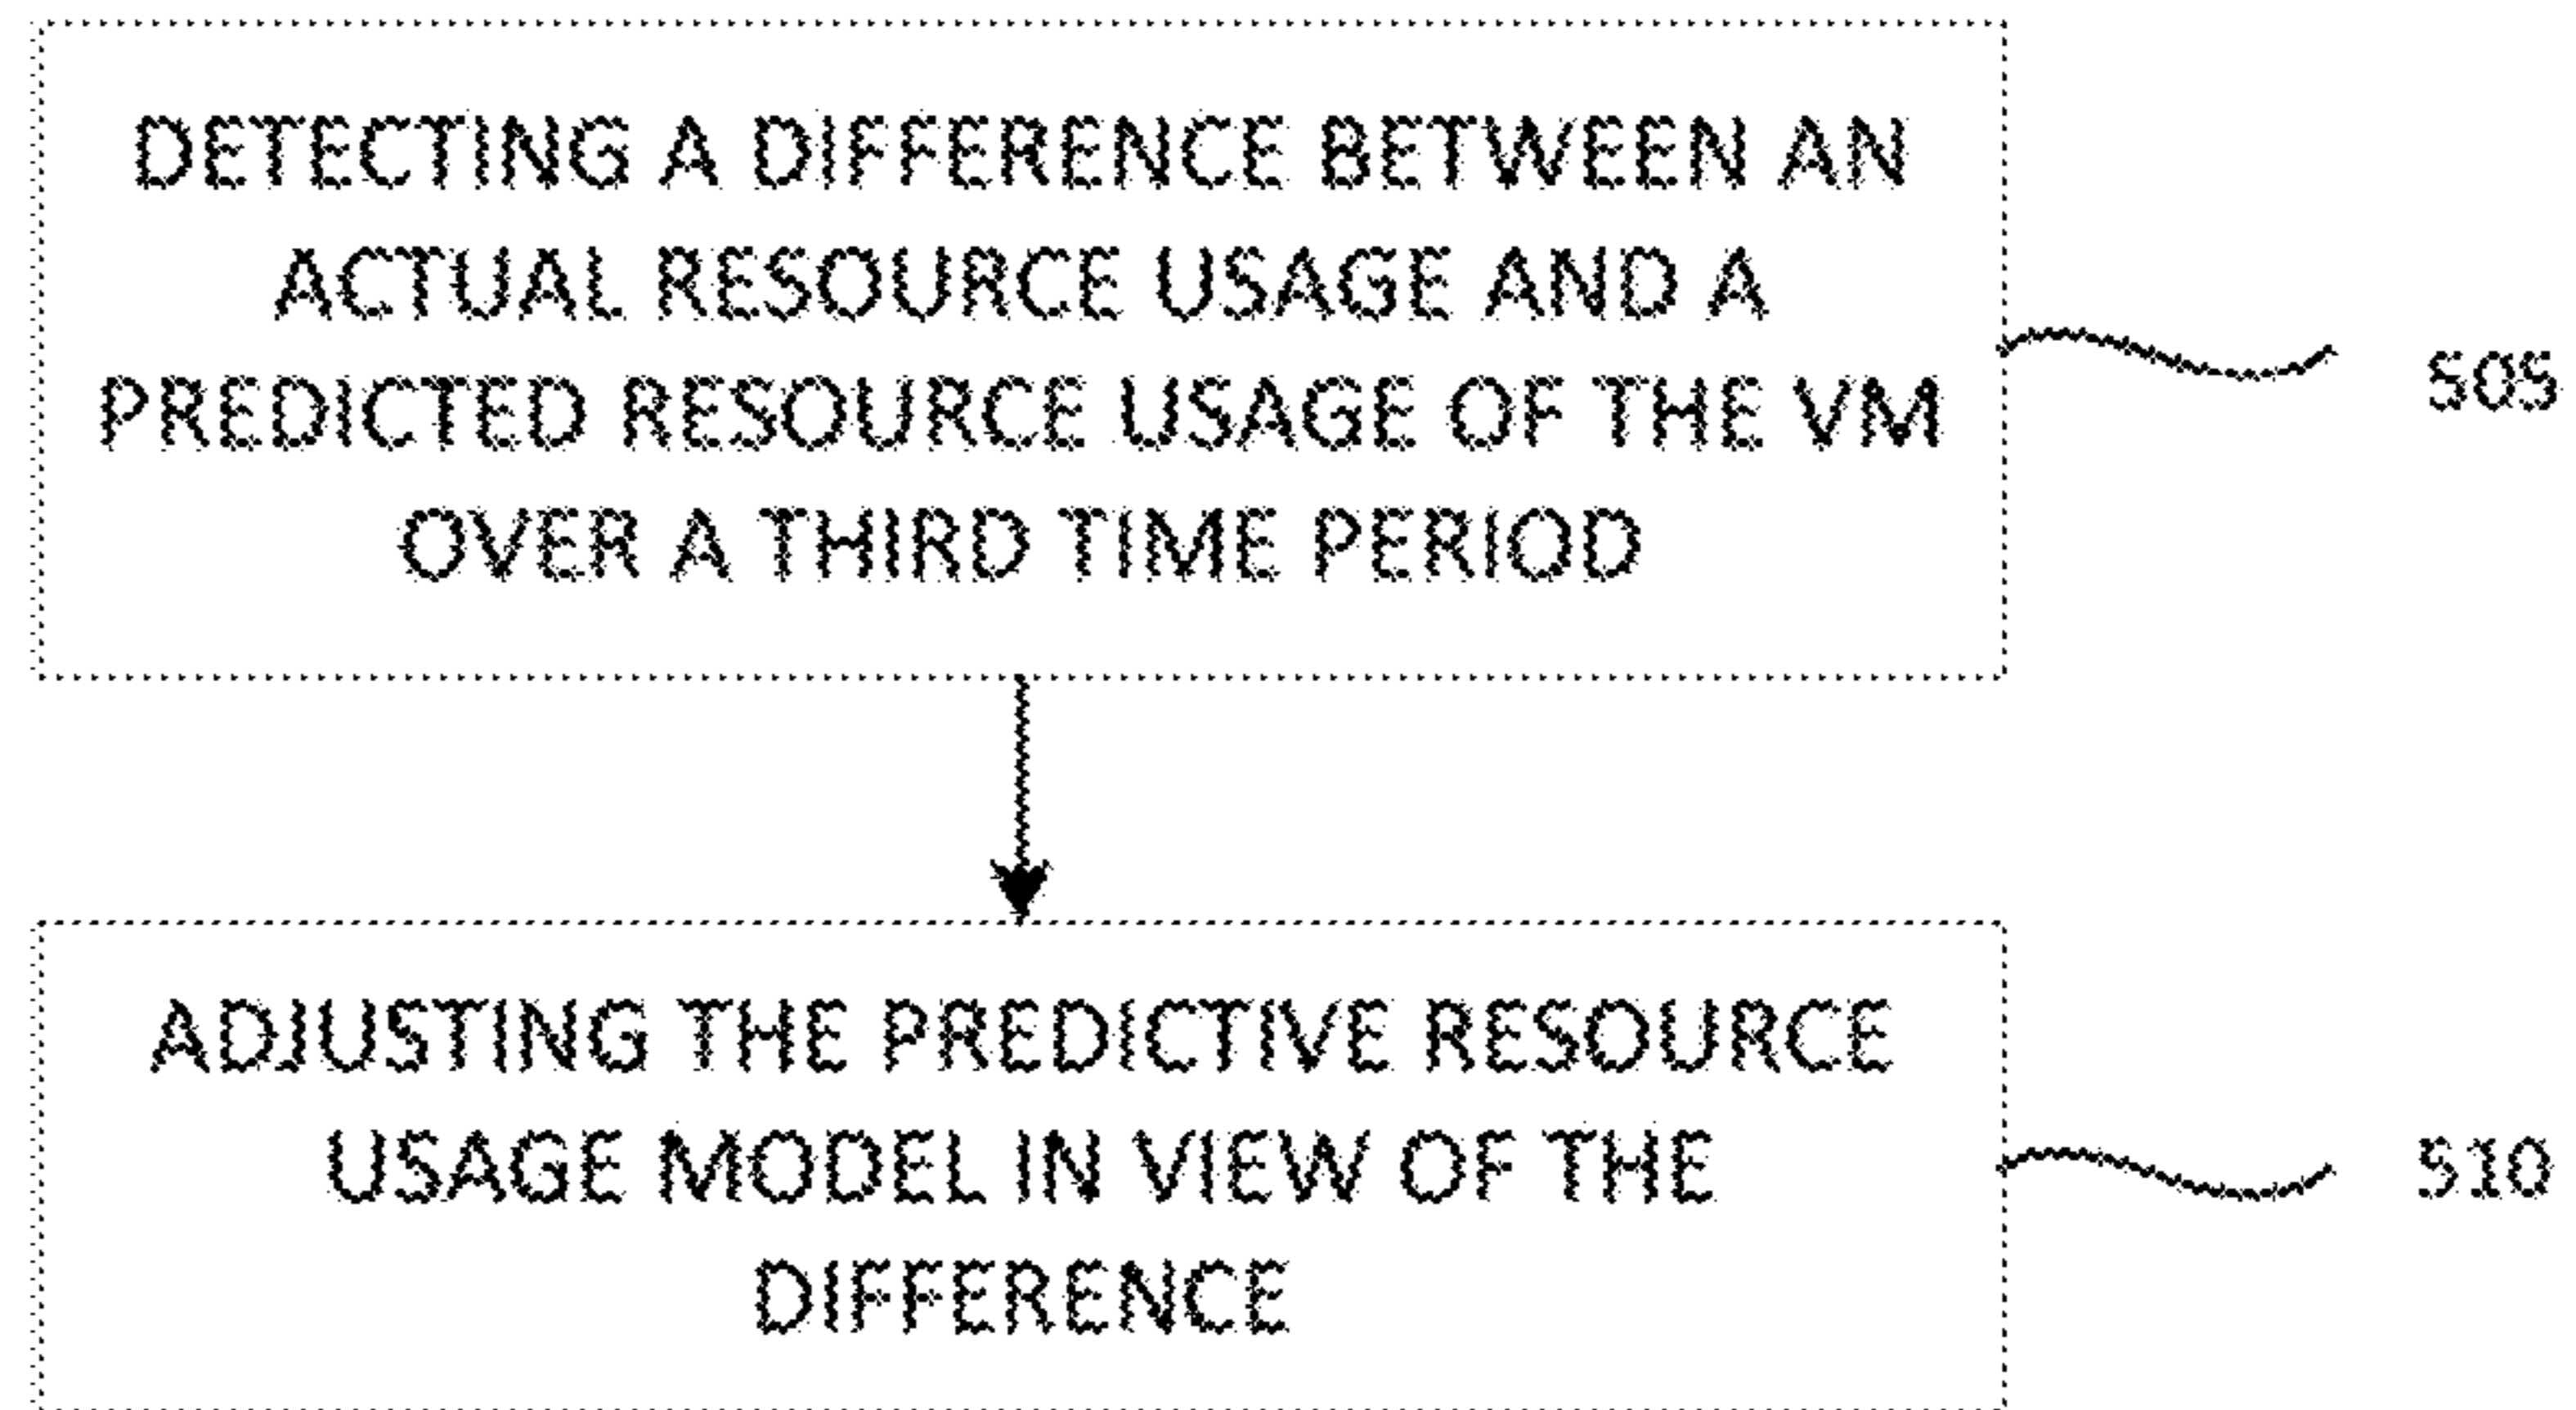 DETECTING A DIFFERENCE BETWEEN AN
ACTUAL RESOURCE USAGE AND A
PREDICTED RESOURCE USAGE OF THE VM
OVER A THIRD TIME PERIOD
505
ADJUSTING THE PREDICTIVE RESOURCE
USAGE MODEL IN VIEW OF THE
DIFFERENCE
510